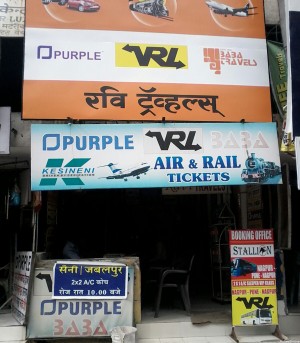 PURPLE VRL BABA TRAVELS
रवि ट्रॅव्हल्स्
PURPLE VRL BABA
KESINENI
AIR & RAIL
TICKETS
सेना/जबलपुर
2x2 A/C कोच
रोज रात 10.00 बजे
PURPLE
BABA
BOOKING OFFICE
STALLION
NAGPUR - PUNE - NAGPUR
VRL